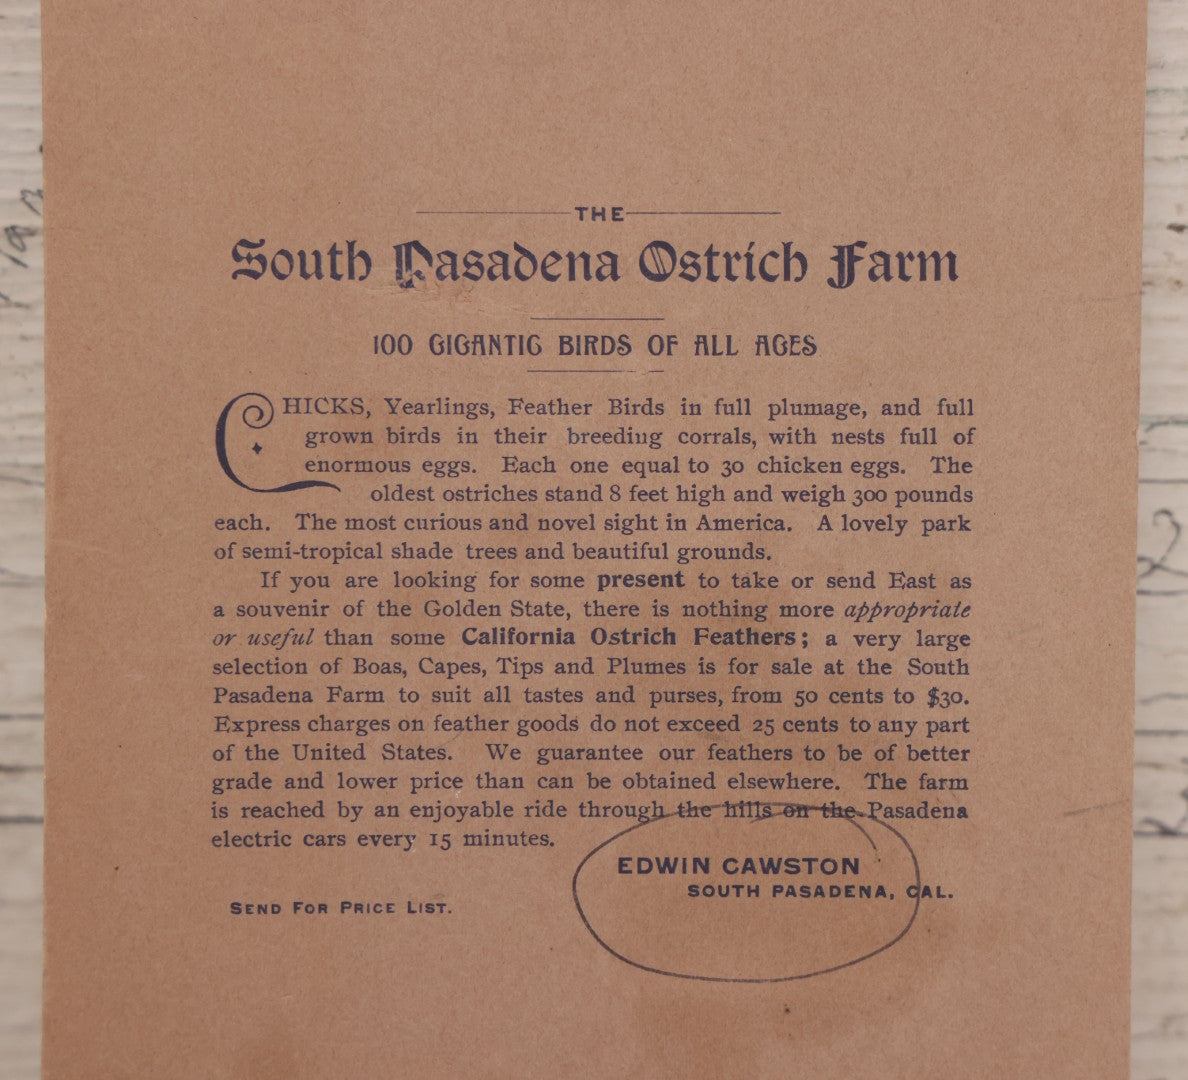 THE
South Pasadena Ostrich Farm
100 GIGANTIC BIRDS OF ALL AGES
CHICKS, Yearlings, Feather Birds in full plumage, and full
grown birds in their breeding corrals, with nests full of
enormous eggs. Each one equal to 30 chicken eggs. The
oldest ostriches stand 8 feet high and weigh 300 pounds
each. The most curious and novel sight in America. A lovely park
of semi-tropical shade trees and beautiful grounds.
If you are looking for some present to take or send East as
a souvenir of the Golden State, there is nothing more appropriate
or useful than some California Ostrich Feathers; a very large
selection of Boas, Capes, Tips and Plumes is for sale at the South
Pasadena Farm to suit all tastes and purses, from 50 cents to $30.
Express charges on feather goods do not exceed 25 cents to any part
of the United States. We guarantee our feathers to be of better
grade and lower price than can be obtained elsewhere. The farm
is reached by an enjoyable ride through the hills on the Pasadena
electric cars every 15 minutes.
EDWIN CAWSTON
SOUTH PASADENA, CAL.
SEND FOR PRICE LIST.